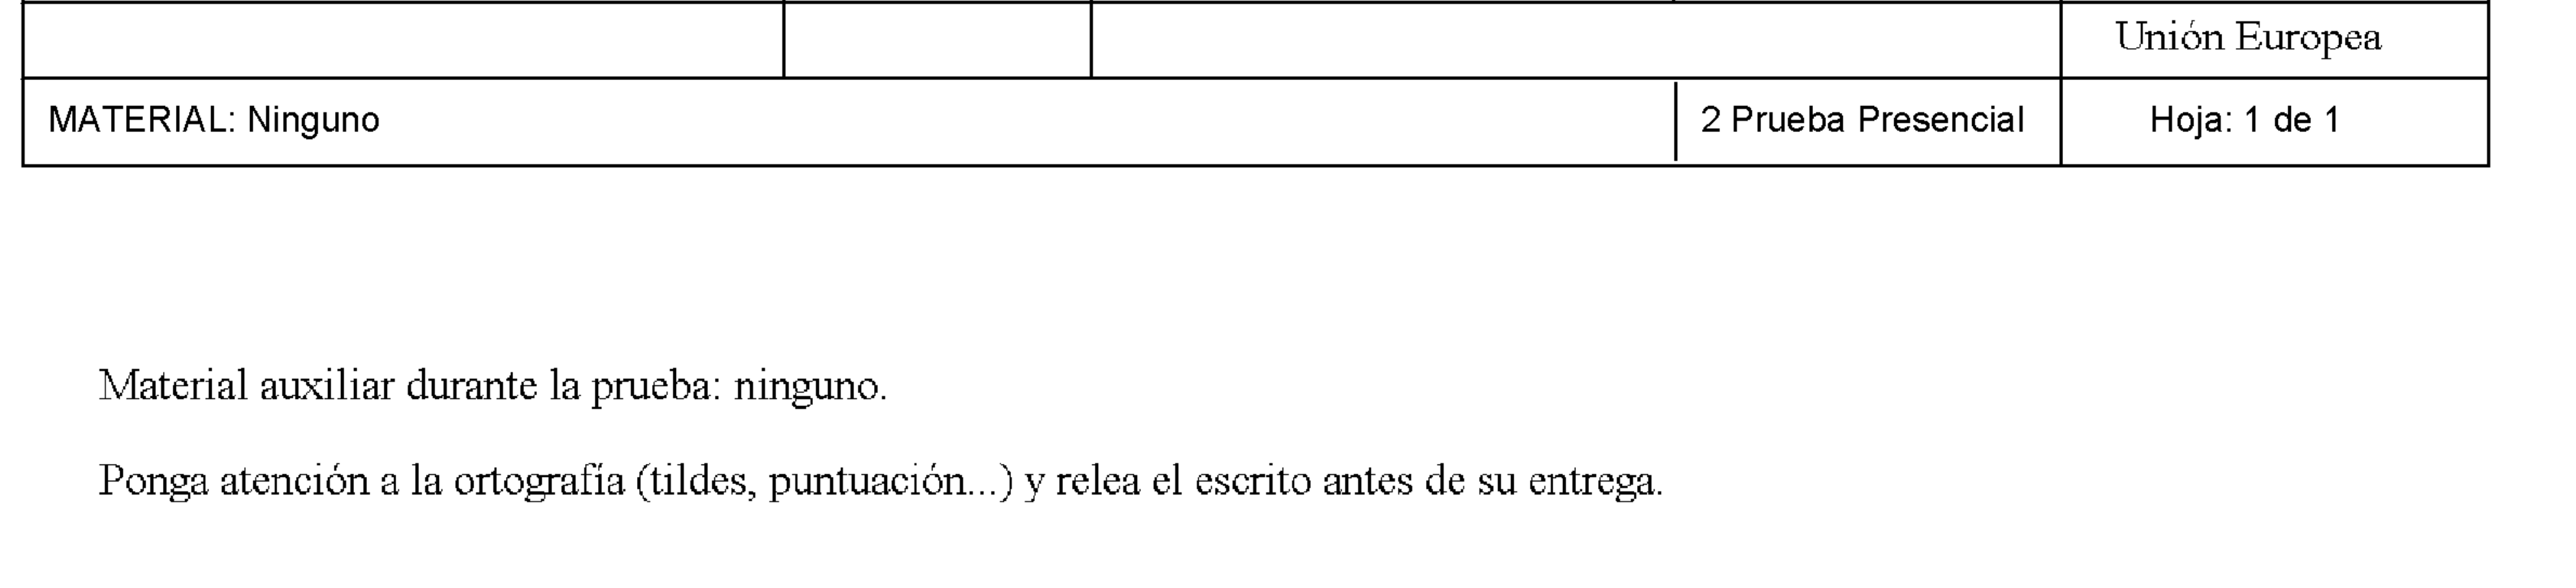 Unión Europea
MATERIAL: Ninguno 2 Prueba Presencial Hoja: 1 de 1
Material auxiliar durante la prueba: ninguno.
Ponga atención a la ortografía (tildes, puntuación...) y relea el escrito antes de su entrega.